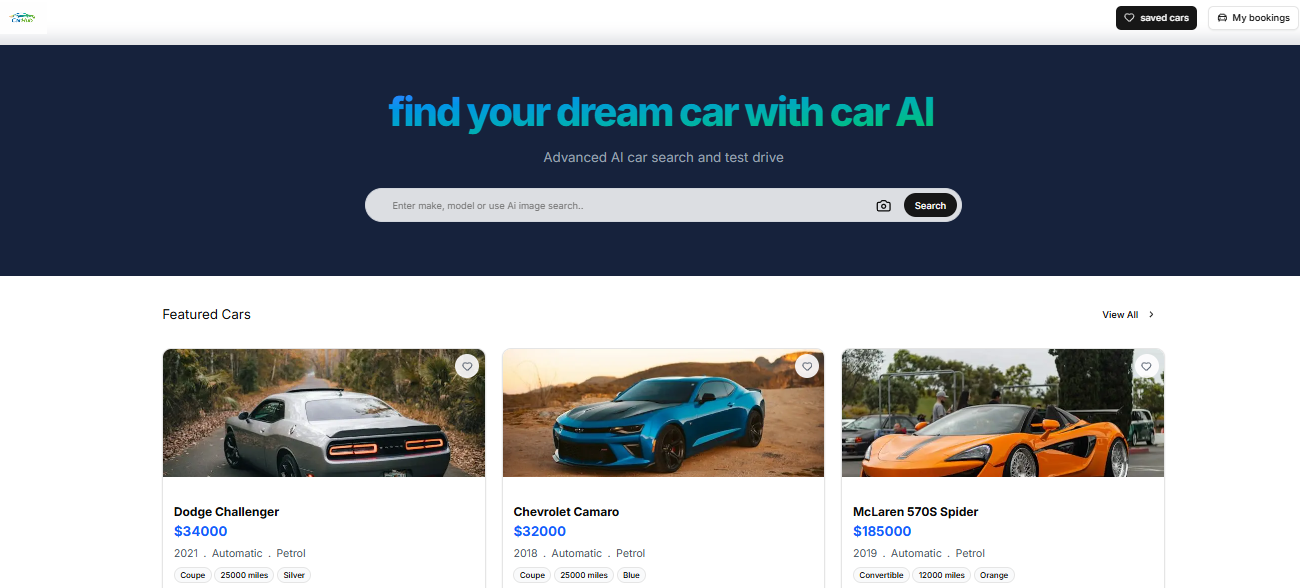 saved cars
My bookings
find your dream car with car AI
Advanced AI car search and test drive
Enter make, model or use Ai image search..
Search
Featured Cars
View All
Dodge Challenger
$34000
2021 . Automatic . Petrol
Coupe 25000 miles Silver
Chevrolet Camaro
$32000
2018 . Automatic . Petrol
Coupe 25000 miles Blue
McLaren 570S Spider
$185000
2019 . Automatic . Petrol
Convertible 12000 miles Orange